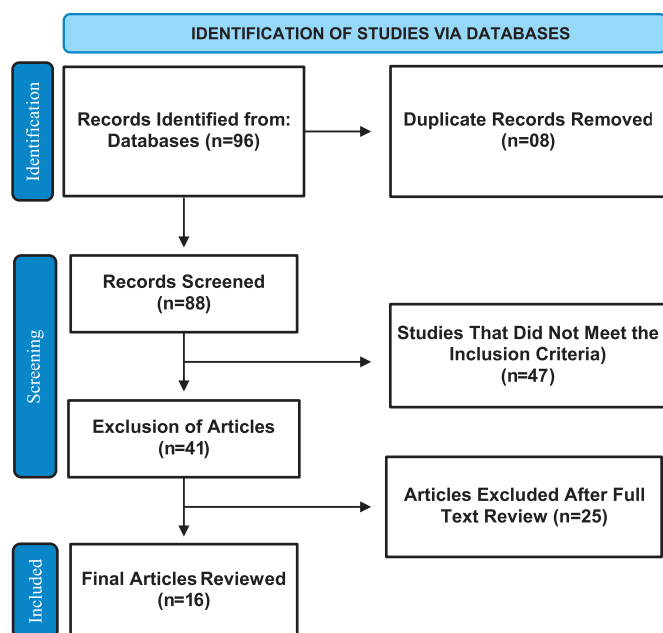 IDENTIFICATION OF STUDIES VIA DATABASES
Identification
Records Identified from:
Databases (n=96)
Duplicate Records Removed
(n=08)
Screening
Records Screened
(n=88)
Studies That Did Not Meet the
Inclusion Criteria)
(n=47)
Exclusion of Articles
(n=41)
Articles Excluded After Full
Text Review (n=25)
Included
Final Articles Reviewed
(n=16)